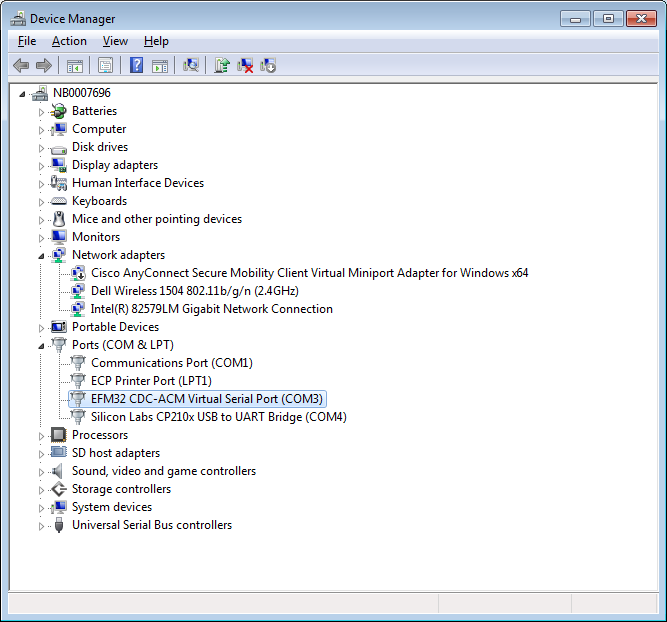 Device Manager
File Action View Help
NB0007696
Batteries
Computer
Disk drives
Display adapters
Human Interface Devices
Keyboards
Mice and other pointing devices
Monitors
Network adapters
Cisco AnyConnect Secure Mobility Client Virtual Miniport Adapter for Windows x64
Dell Wireless 1504 802.11b/g/n (2.4GHz)
Intel(R) 82579LM Gigabit Network Connection
Portable Devices
Ports (COM & LPT)
Communications Port (COM1)
ECP Printer Port (LPT1)
EFM32 CDC-ACM Virtual Serial Port (COM3)
Silicon Labs CP210x USB to UART Bridge (COM4)
Processors
SD host adapters
Sound, video and game controllers
Storage controllers
System devices
Universal Serial Bus controllers